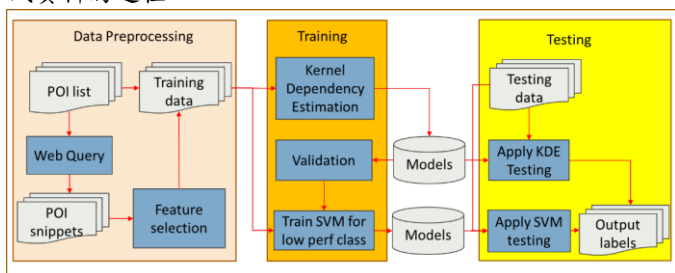 Data Preprocessing
POI list
Training
data
Web Query
POI
snippets
Feature
selection
Training
Kernel
Dependency
Estimation
Validation
Train SVM for
low perf class
Models
Models
Testing
Testing
data
Apply KDE
Testing
Apply SVM
testing
Output
labels